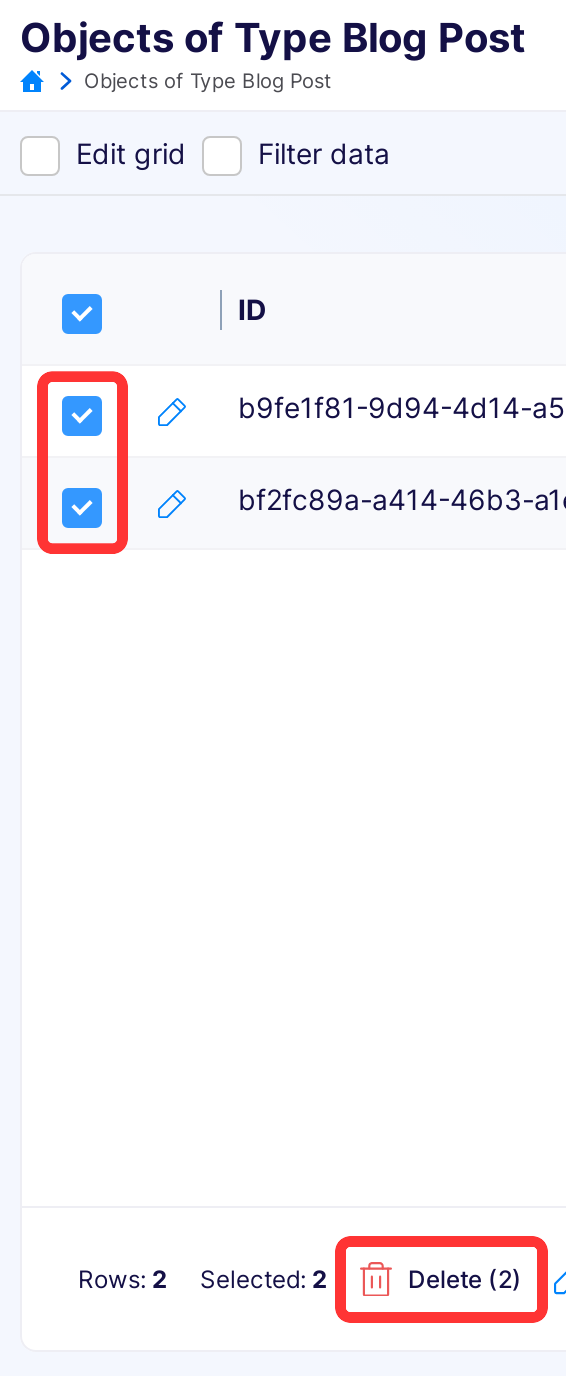 Objects of Type Blog Post
Objects of Type Blog Post
Edit grid Filter data
ID
b9fe1f81-9d94-4d14-a5
bf2fc89a-a414-46b3-a1
Rows: 2 Selected: 2 Delete (2)